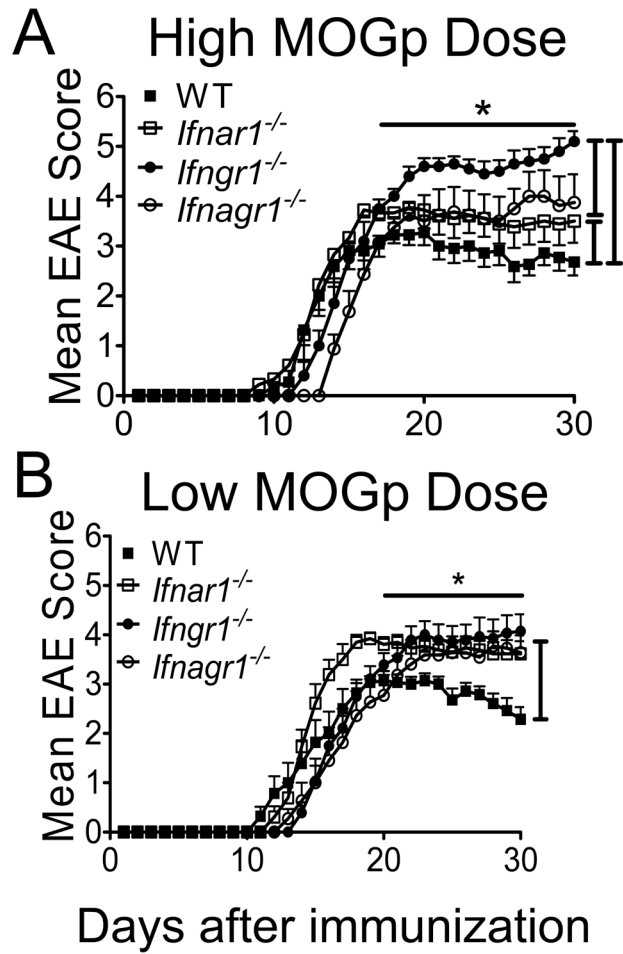 A
High MOGp Dose
Mean EAE Score
6
5
4
3
2
1
0
WT
Ifnar1-/-
Ifngr1-/-
Ifnagr1-/-
*
0 10 20 30
B
Low MOGp Dose
Mean EAE Score
6
5
4
3
2
1
0
WT
Ifnar1-/-
Ifngr1-/-
Ifnagr1-/-
*
0 10 20 30
Days after immunization